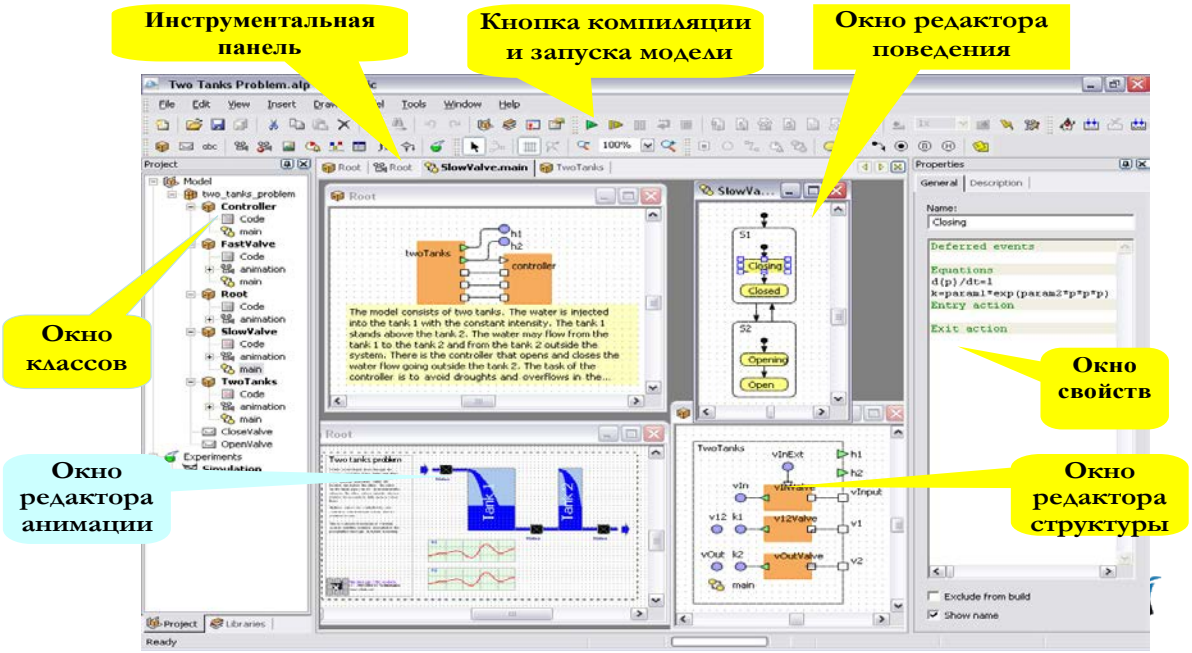 Инструментальная
панель
Кнопка компиляции
и запуска модели
Окно редактора
поведения
Two Tanks Problem.alp
File Edit View Insert Tools Window Help
abc 100% 1x
Project
Root Root SlowValve.main TwoTanks
Properties
Model
two_tanks_problem
Controller
Code
main
FastValve
Code
animation
main
Root
Code
animation
SlowValve
Code
animation
main
TwoTanks
Code
animation
main
CloseValve
OpenValve
Experiments
Simulation
Project Libraries
Ready
Окно
классов
Окно
редактора
анимации
Root
h1
h2
twoTanks
controller
The model consists of two tanks. The water is injected
into the tank 1 with the constant intensity. The tank 1
stands above the tank 2. The water may flow from the
tank 1 to the tank 2 and from the tank 2 outside the
system. There is the controller that opens and closes the
water flow going outside the tank 2. The task of the
controller is to avoid droughts and overflows in the...
SlowVa...
S1
Closing
Closed
S2
Opening
Open
General Description
Name:
Closing
Deferred events
Equations
d(p)/dt=1
k=param1*exp(param2*p*p*p)
Entry action
Exit action
Окно
свойств
Root
Two tanks problem
Tank 1
Tank 2
TwoTanks
vInExt
h1
h2
vIn
vInput
v12 k1 v12Valve v1
vOut k2 vOutValve v2
main
Окно
редактора
структуры
Exclude from build
Show name